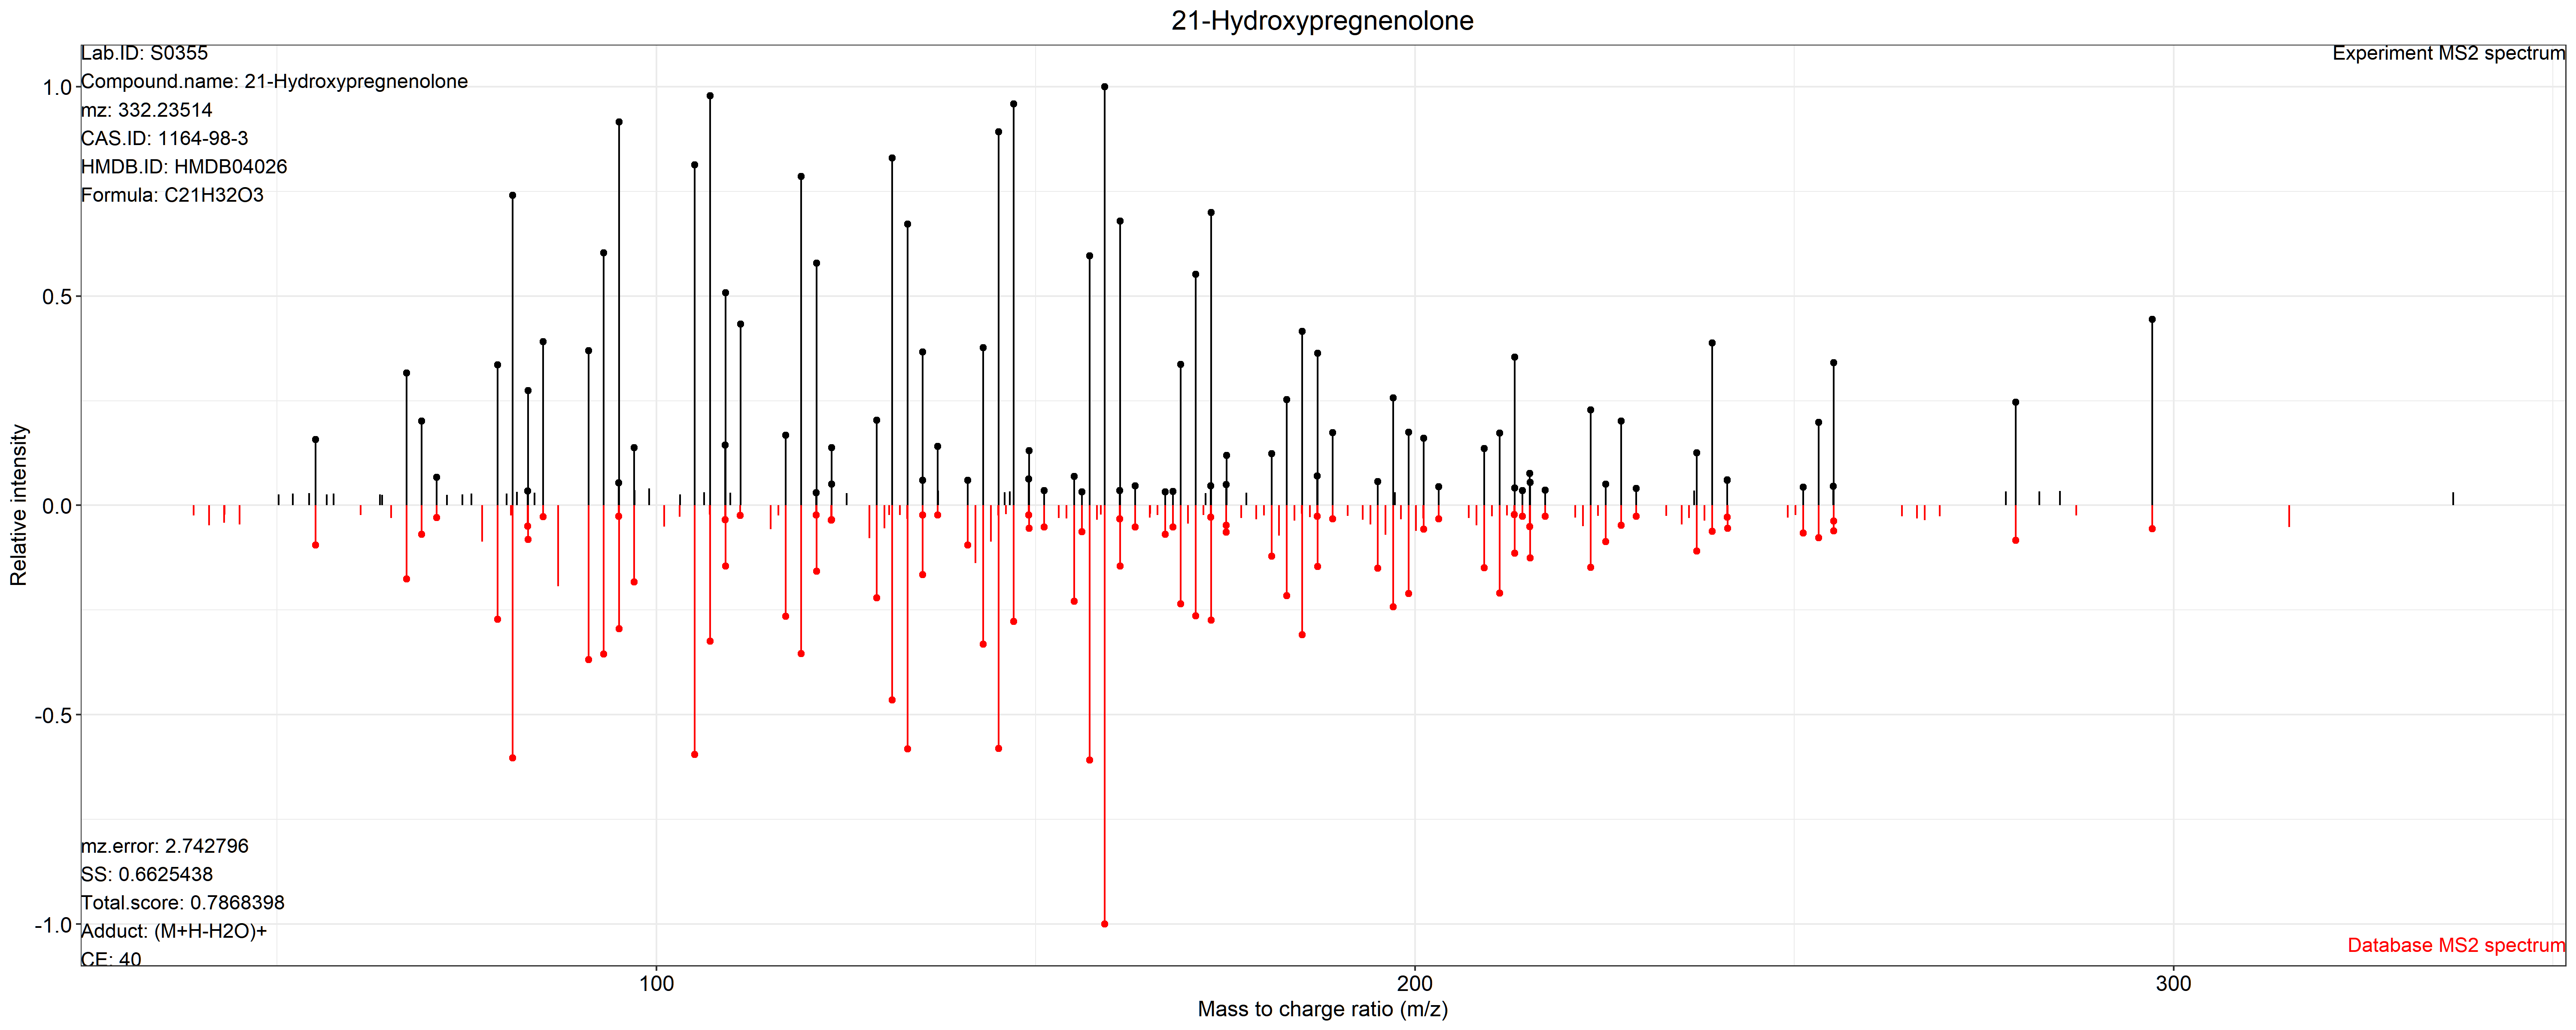 21-Hydroxypregnenolone
Lab.ID: S0355
Experiment MS2 spectrum
Compound.name: 21-Hydroxypregnenolone
mz: 332.23514
CAS.ID: 1164-98-3
HMDB.ID: HMDB04026
Formula: C21H32O3
1.0
0.5
0.0
-0.5
-1.0
Relative intensity
mz.error: 2.742796
SS: 0.6625438
Total.score: 0.7868398
Adduct: (M+H-H2O)+
CE: 40
Database MS2 spectrum
100
200
300
Mass to charge ratio (m/z)